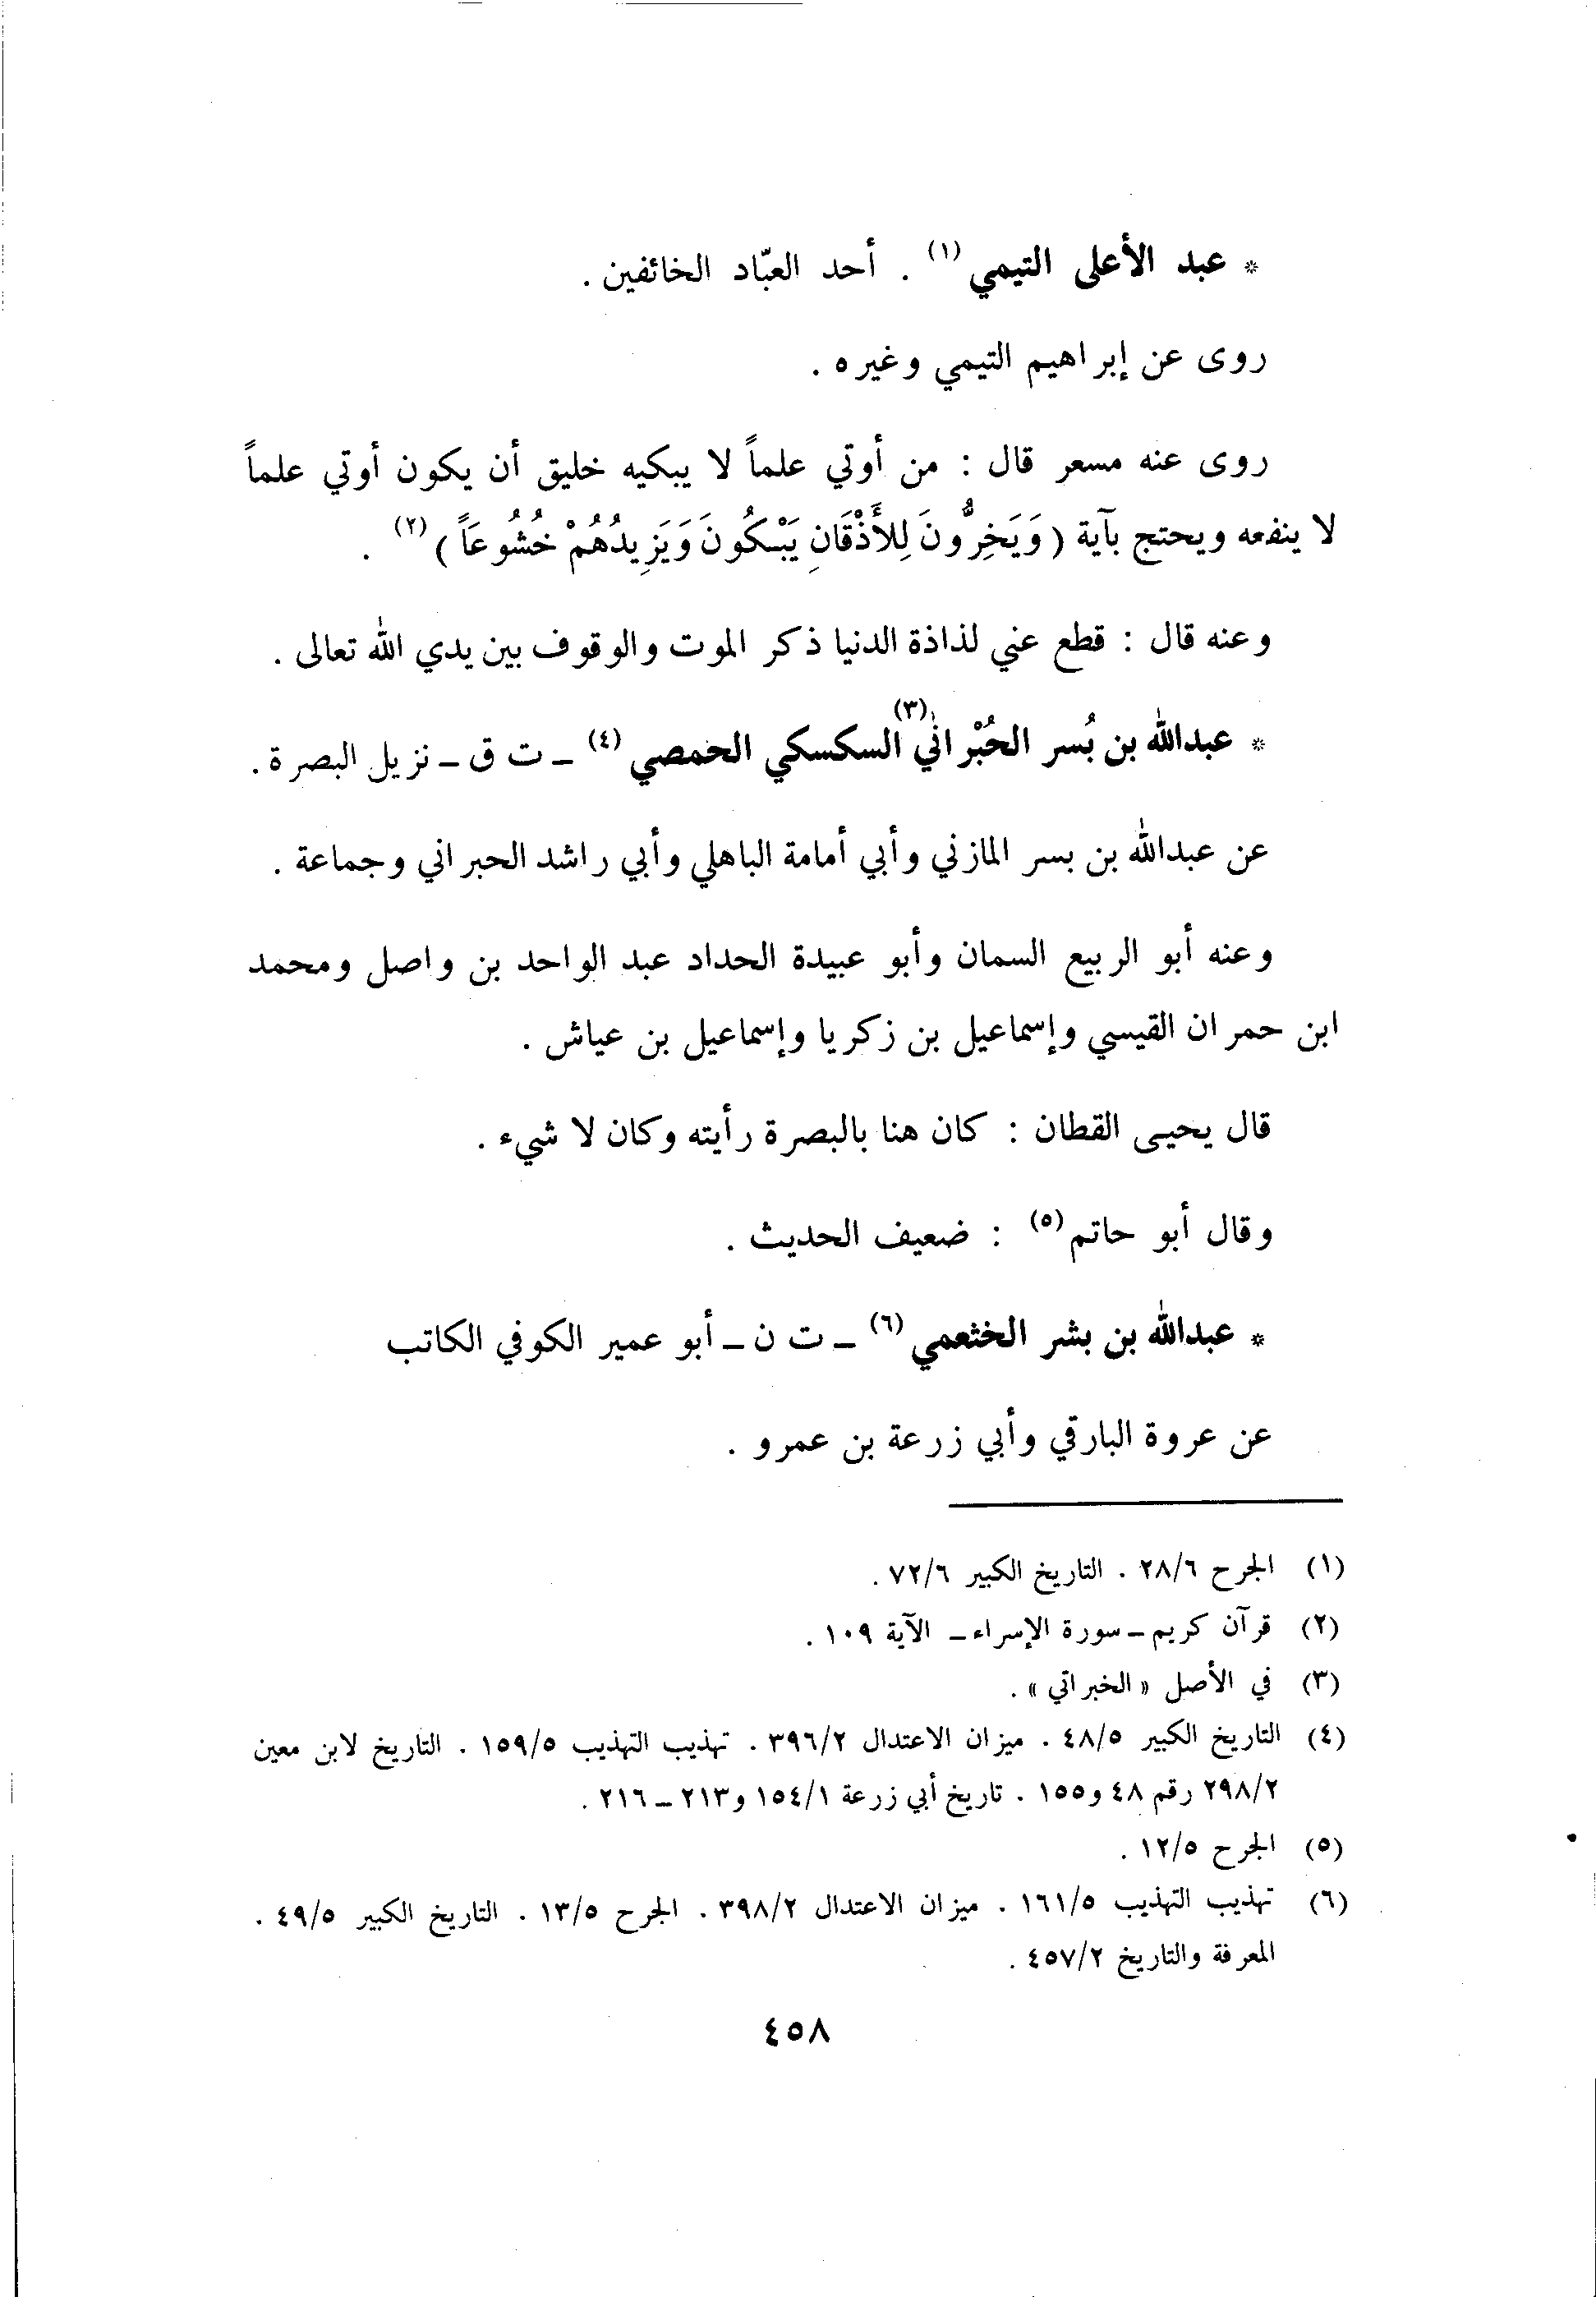 * عبد الأعلى التيمي (١) . أحد العبّاد الخائفين .
روى عن إبراهيم التيمي وغيره .
روى عنه مسعر قال : من أوتي علماً لا يبكيه خليق أن يكون أوتي علماً
لا ينفعه ويحتج بآية ( وَيَخِرُّونَ لِلأَذْقَانِ يَبْكُونَ وَيَزِيدُهُمْ خُشُوعَاً ) (٢) .
وعنه قال : قطع عني لذاذة الدنيا ذكر الموت والوقوف بين يدي الله تعالى .
* عبدالله بن بُسر الحُبْراني (٣) السكسكي الحمصي (٤) ـ ت ق ـ نزيل البصرة .
عن عبدالله بن بسر المازني وأبي أمامة الباهلي وأبي راشد الحبراني وجماعة .
وعنه أبو الربيع السمان وأبو عبيدة الحداد عبد الواحد بن واصل ومحمد
ابن حمران القيسي وإسماعيل بن زكريا وإسماعيل بن عياش .
قال يحيى القطان : كان هنا بالبصرة رأيته وكان لا شيء .
وقال أبو حاتم (٥) : ضعيف الحديث .
* عبدالله بن بشر الخثعمي (٦) ـ ت ن ـ أبو عمير الكوفي الكاتب
عن عروة البارقي وأبي زرعة بن عمرو .
(١) الجرح ٢٨/٦ . التاريخ الكبير ٧٢/٦ .
(٢) قرآن كريم ـ سورة الإسراء ـ الآية ١٠٩ .
(٣) في الأصل « الخبراتي » .
(٤) التاريخ الكبير ٤٨/٥ . ميزان الاعتدال ٣٩٦/٢ . تهذيب التهذيب ١٥٩/٥ . التاريخ لابن معين
٢٩٨/٢ رقم ٤٨ و١٥٥ . تاريخ أبي زرعة ١٥٤/١ و٢١٣ ـ ٢١٦ .
(٥) الجرح ١٢/٥ .
(٦) تهذيب التهذيب ١٦١/٥ . ميزان الاعتدال ٣٩٨/٢ . الجرح ١٣/٥ . التاريخ الكبير ٤٩/٥ .
المعرفة والتاريخ ٤٥٧/٢ .
٤٥٨